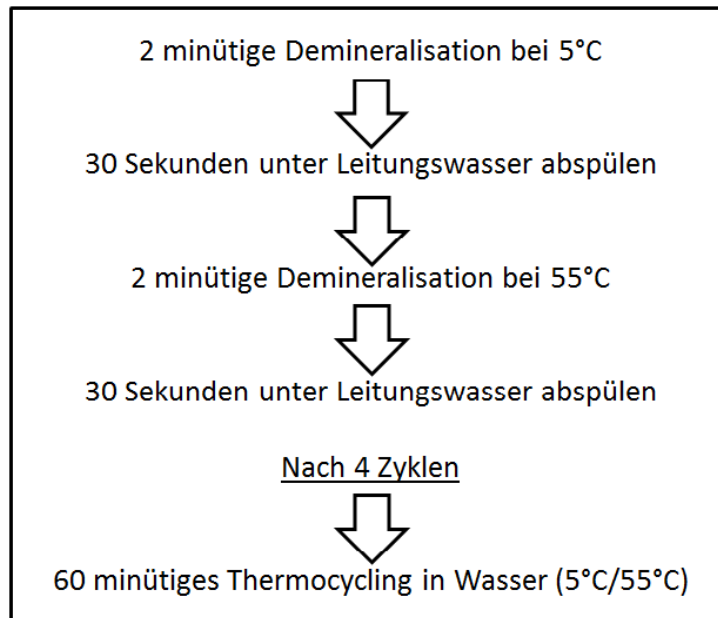 2 minütige Demineralisation bei 5°C
30 Sekunden unter Leitungswasser abspülen
2 minütige Demineralisation bei 55°C
30 Sekunden unter Leitungswasser abspülen
Nach 4 Zyklen
60 minütiges Thermocycling in Wasser (5°C/55°C)